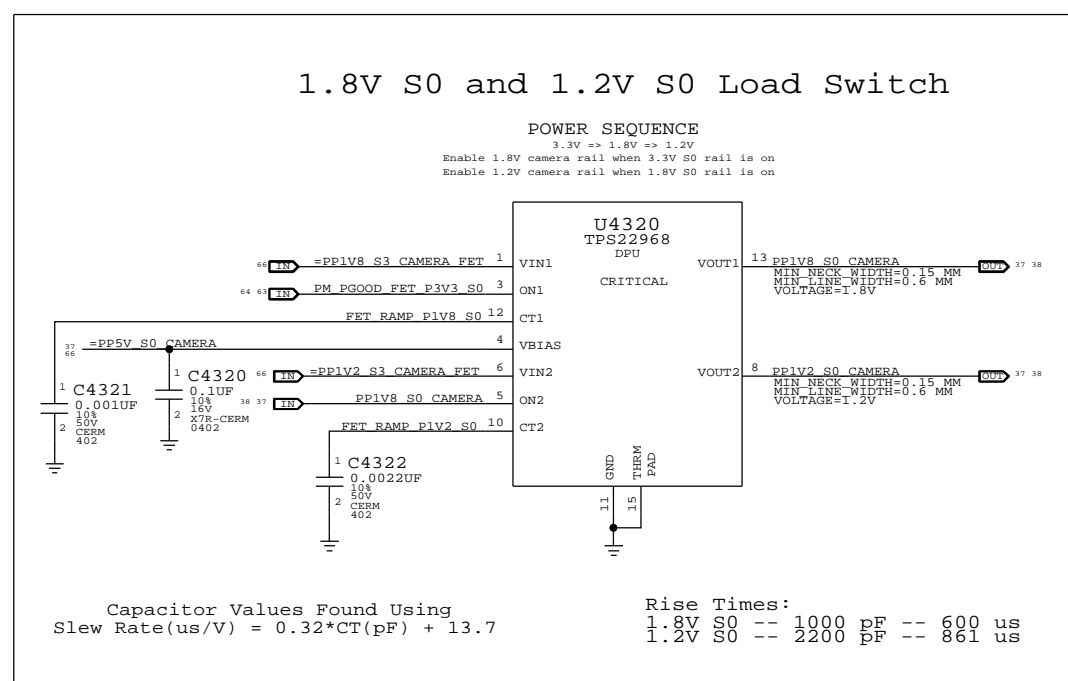 1.8V S0 and 1.2V S0 Load Switch
POWER SEQUENCE
3.3V => 1.8V => 1.2V
Enable 1.8V camera rail when 3.3V S0 rail is on
Enable 1.2V camera rail when 1.8V S0 rail is on
U4320
TPS22968
DPU
CRITICAL
66 IN =PP1V8_S3_CAMERA_FET 1 VIN1
64 63 IN PM_PGOOD_FET_P3V3_S0 3 ON1
FET_RAMP_P1V8_S0 12 CT1
37
66
=PP5V_S0_CAMERA 4 VBIAS
66 IN =PP1V2_S3_CAMERA_FET 6 VIN2
38 37 IN PP1V8_S0_CAMERA 5 ON2
FET_RAMP_P1V2_S0 10 CT2
VOUT1 13 PP1V8_S0_CAMERA OUT 37 38
MIN_NECK_WIDTH=0.15 MM
MIN_LINE_WIDTH=0.6 MM
VOLTAGE=1.8V
VOUT2 8 PP1V2_S0_CAMERA OUT 37 38
MIN_NECK_WIDTH=0.15 MM
MIN_LINE_WIDTH=0.6 MM
VOLTAGE=1.2V
1 C4321
0.001UF
10%
50V
2 CERM
402
1 C4320
0.1UF
10%
16V
2 X7R-CERM
0402
1 C4322
0.0022UF
10%
50V
2 CERM
402
GND
THRM
PAD
11
15
Capacitor Values Found Using
Slew Rate(us/V) = 0.32*CT(pF) + 13.7
Rise Times:
1.8V S0 -- 1000 pF -- 600 us
1.2V S0 -- 2200 pF -- 861 us